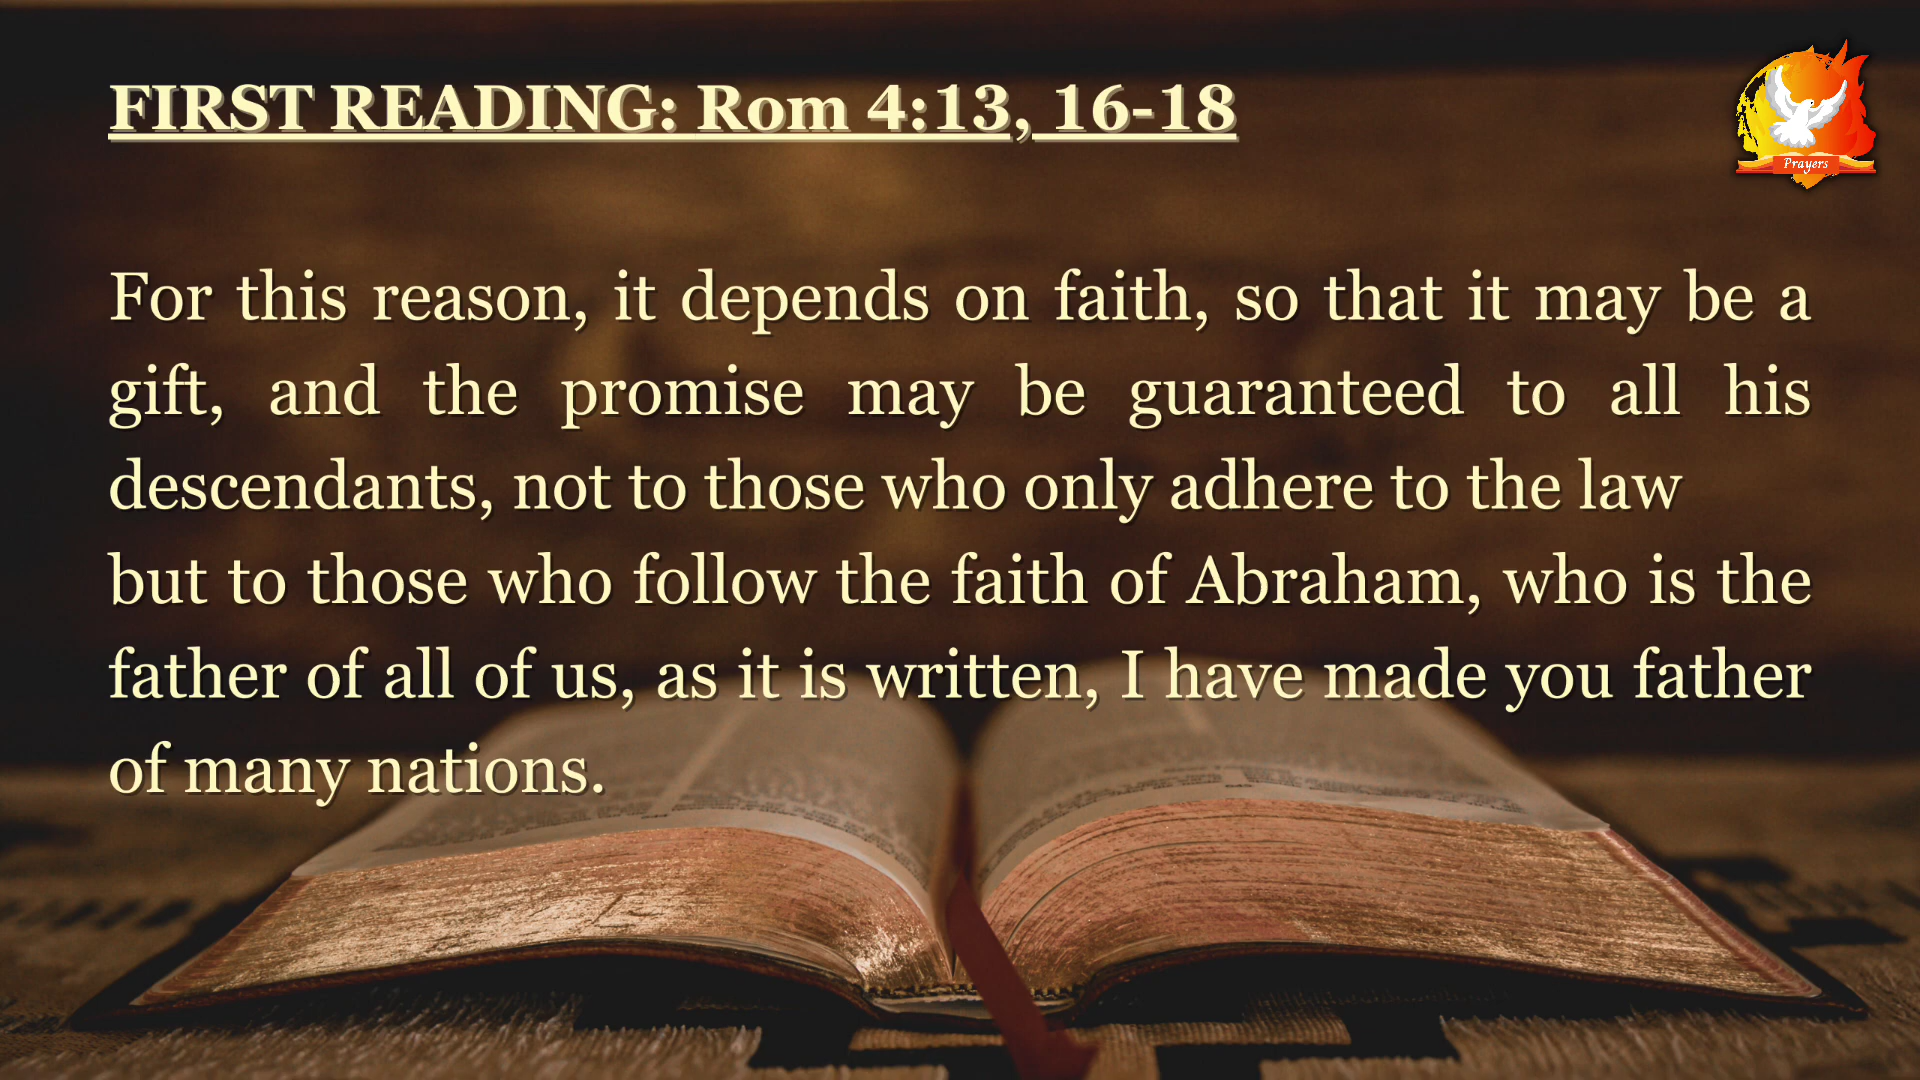 FIRST READING: Rom 4:13, 16-18
Prayers
For this reason, it depends on faith, so that it may be a
gift, and the promise may be guaranteed to all his
descendants, not to those who only adhere to the law
but to those who follow the faith of Abraham, who is the
father of all of us, as it is written, I have made you father
of many nations.